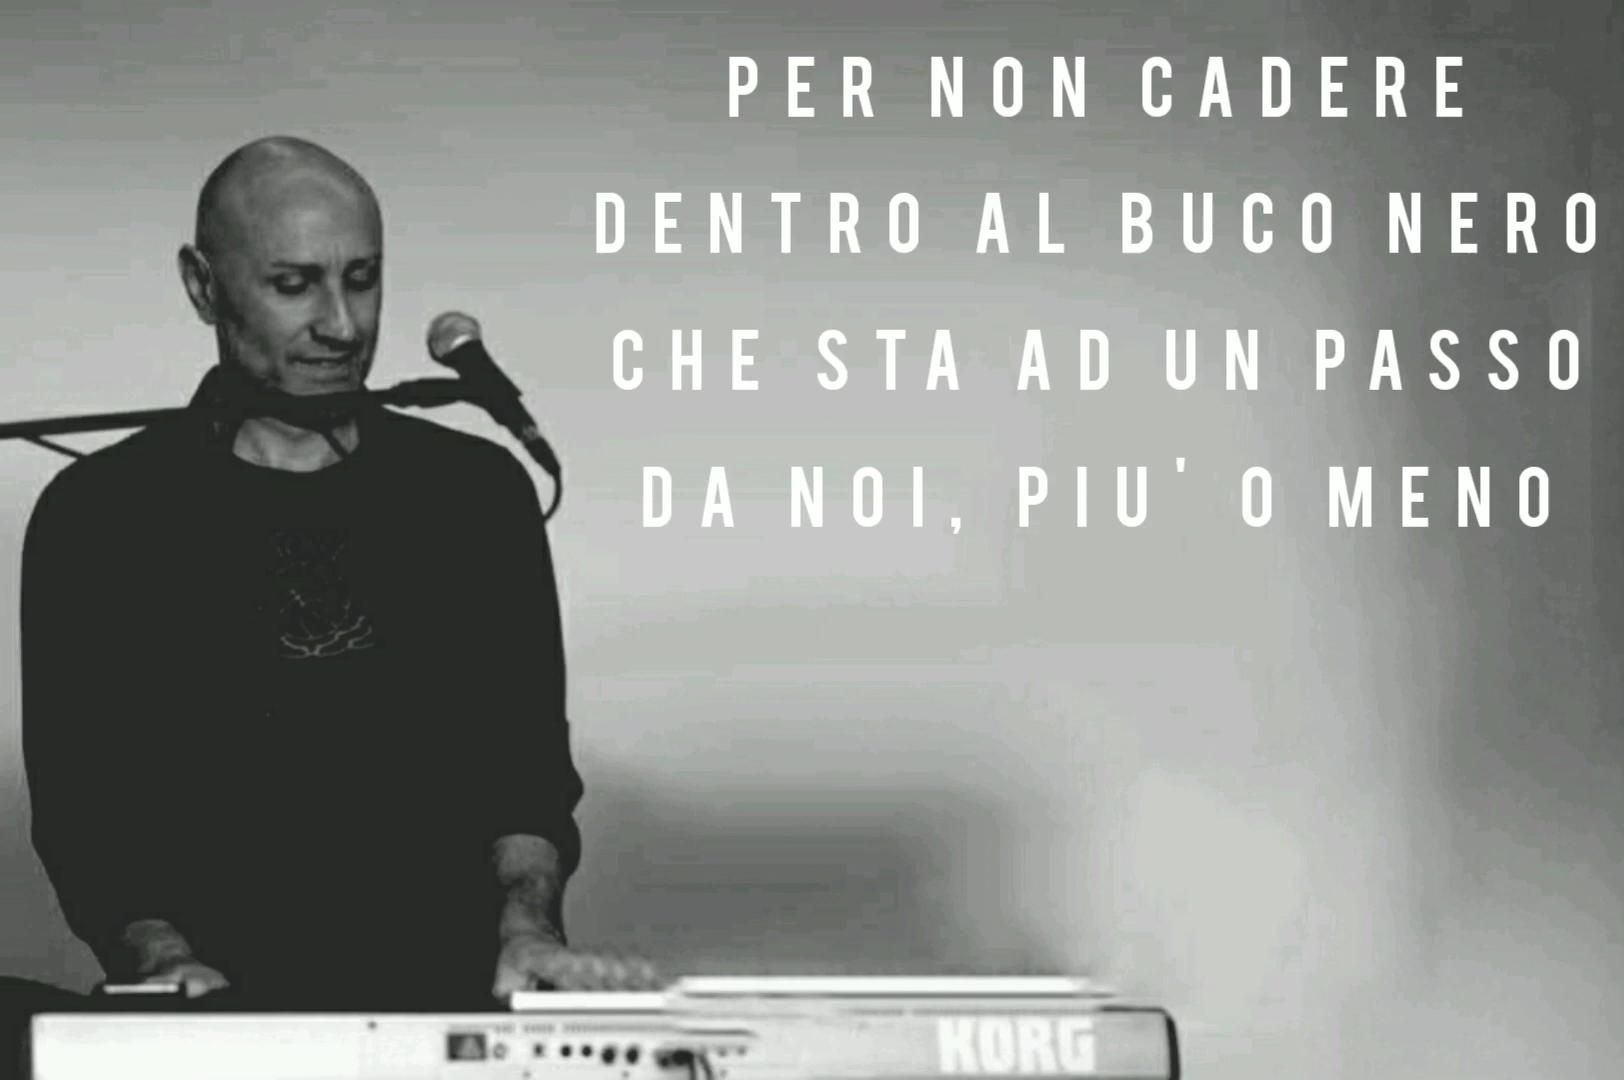 PER NON CADERE
DENTRO AL BUCO NERO
CHE STA AD UN PASSO
DA NOI, PIU' O MENO
KORG